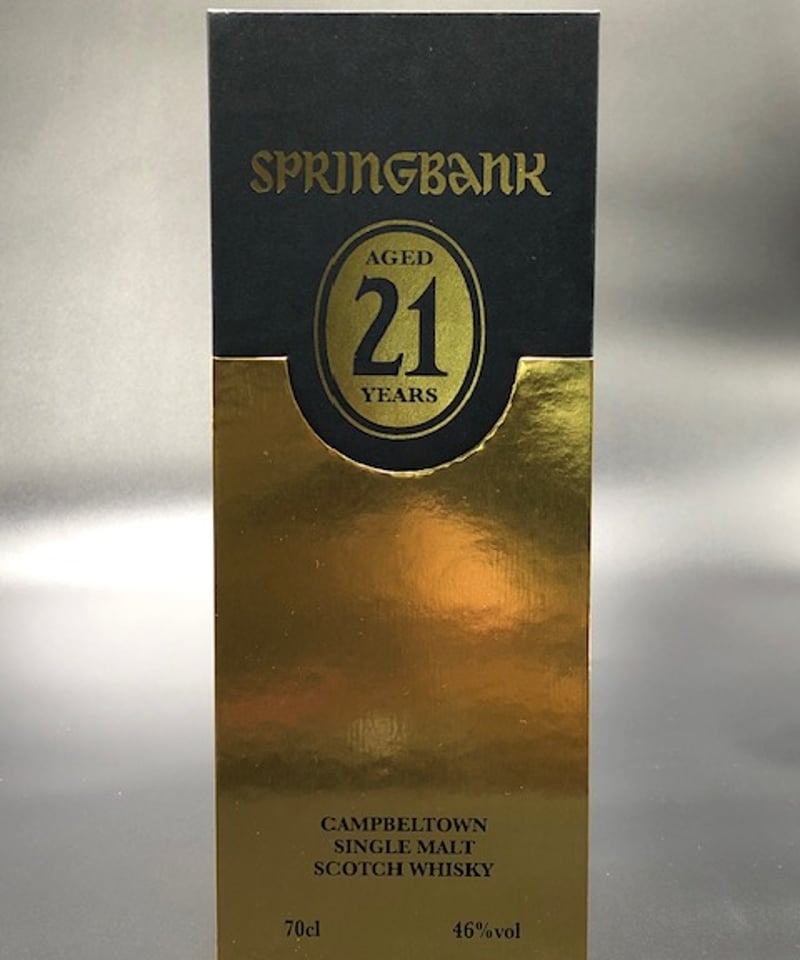 SPRINGBANK
AGED
21
YEARS
CAMPBELTOWN
SINGLE MALT
SCOTCH WHISKY
70cl 46%vol